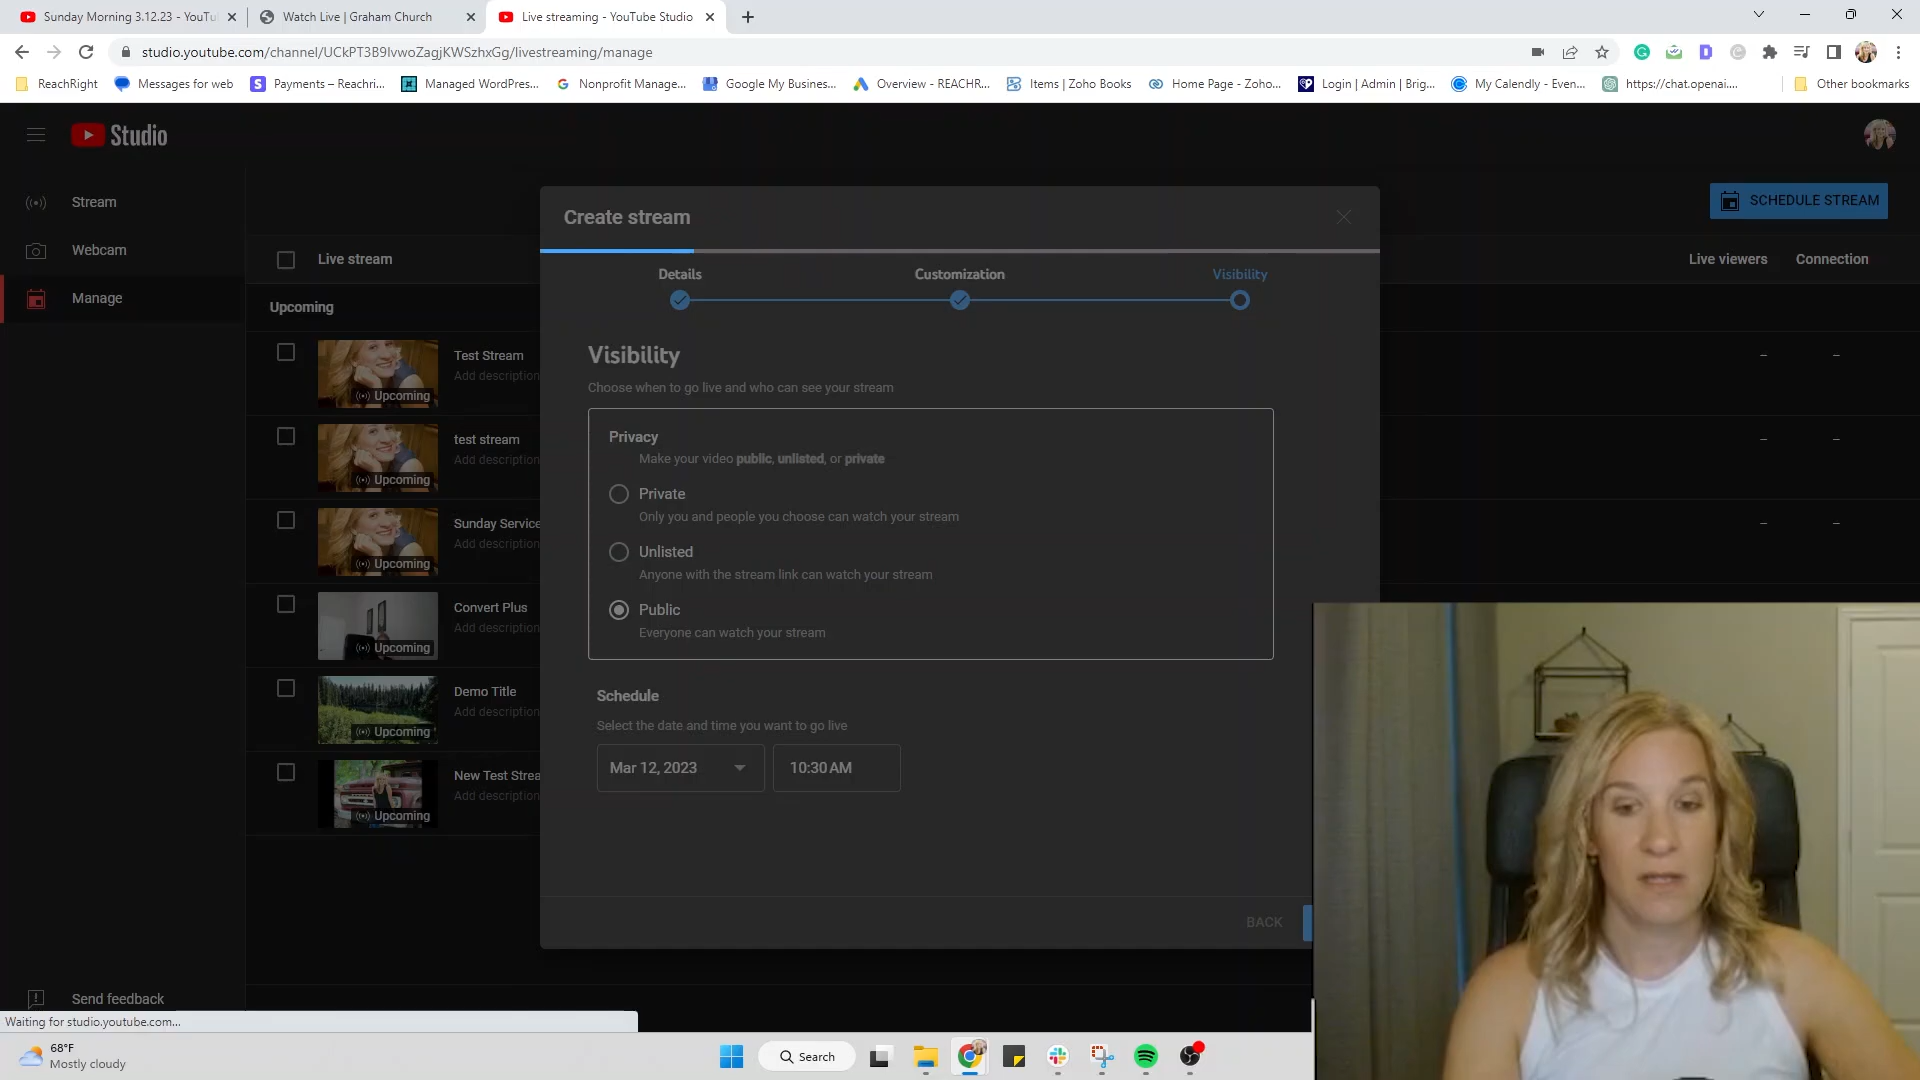 Sunday Morning 3.12.23 - YouTu
Watch Live | Graham Church
Live streaming - YouTube Studio
studio.youtube.com/channel/UCkPT3B9IvwoZagjKWSzhxGg/livestreaming/manage
ReachRight
Messages for web
Payments – Reachri...
Managed WordPres...
Nonprofit Manage...
Google My Business...
Overview - REACHR...
Items | Zoho Books
Home Page - Zoho...
Login | Admin | Brig...
My Calendly - Even...
https://chat.openai....
Other bookmarks
Studio
Stream
Webcam
Manage
SCHEDULE STREAM
Live stream
Live viewers
Connection
Upcoming
Test Stream
Add description
Upcoming
test stream
Add description
Upcoming
Sunday Service
Add description
Upcoming
Convert Plus
Add description
Upcoming
Demo Title
Add description
Upcoming
New Test Strea
Add description
Upcoming
Create stream
Details
Customization
Visibility
Visibility
Choose when to go live and who can see your stream
Privacy
Make your video public, unlisted, or private
Private
Only you and people you choose can watch your stream
Unlisted
Anyone with the stream link can watch your stream
Public
Everyone can watch your stream
Schedule
Select the date and time you want to go live
Mar 12, 2023
10:30 AM
BACK
Send feedback
Waiting for studio.youtube.com...
68°F
Mostly cloudy
Search